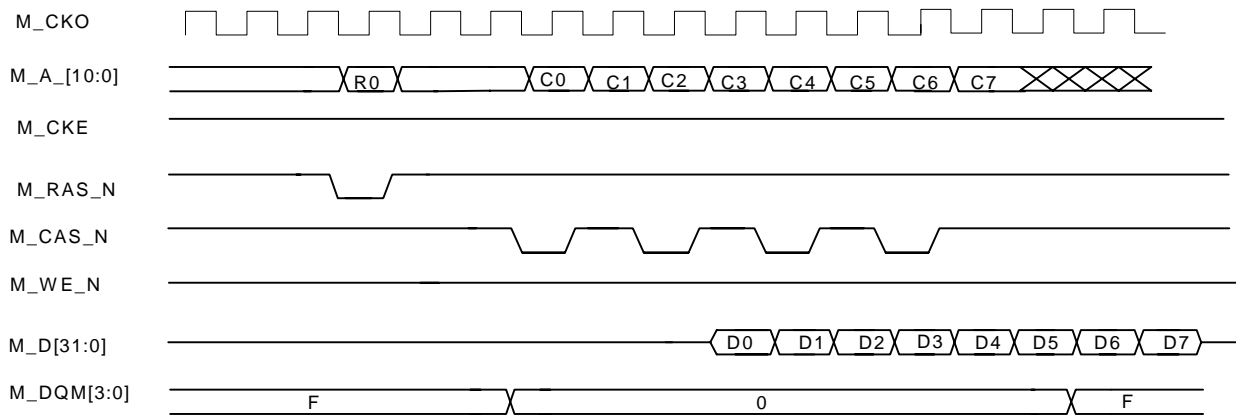 M_CKO
M_A_[10:0] R0 C0 C1 C2 C3 C4 C5 C6 C7
M_CKE
M_RAS_N
M_CAS_N
M_WE_N
M_D[31:0] D0 D1 D2 D3 D4 D5 D6 D7
M_DQM[3:0] F 0 F